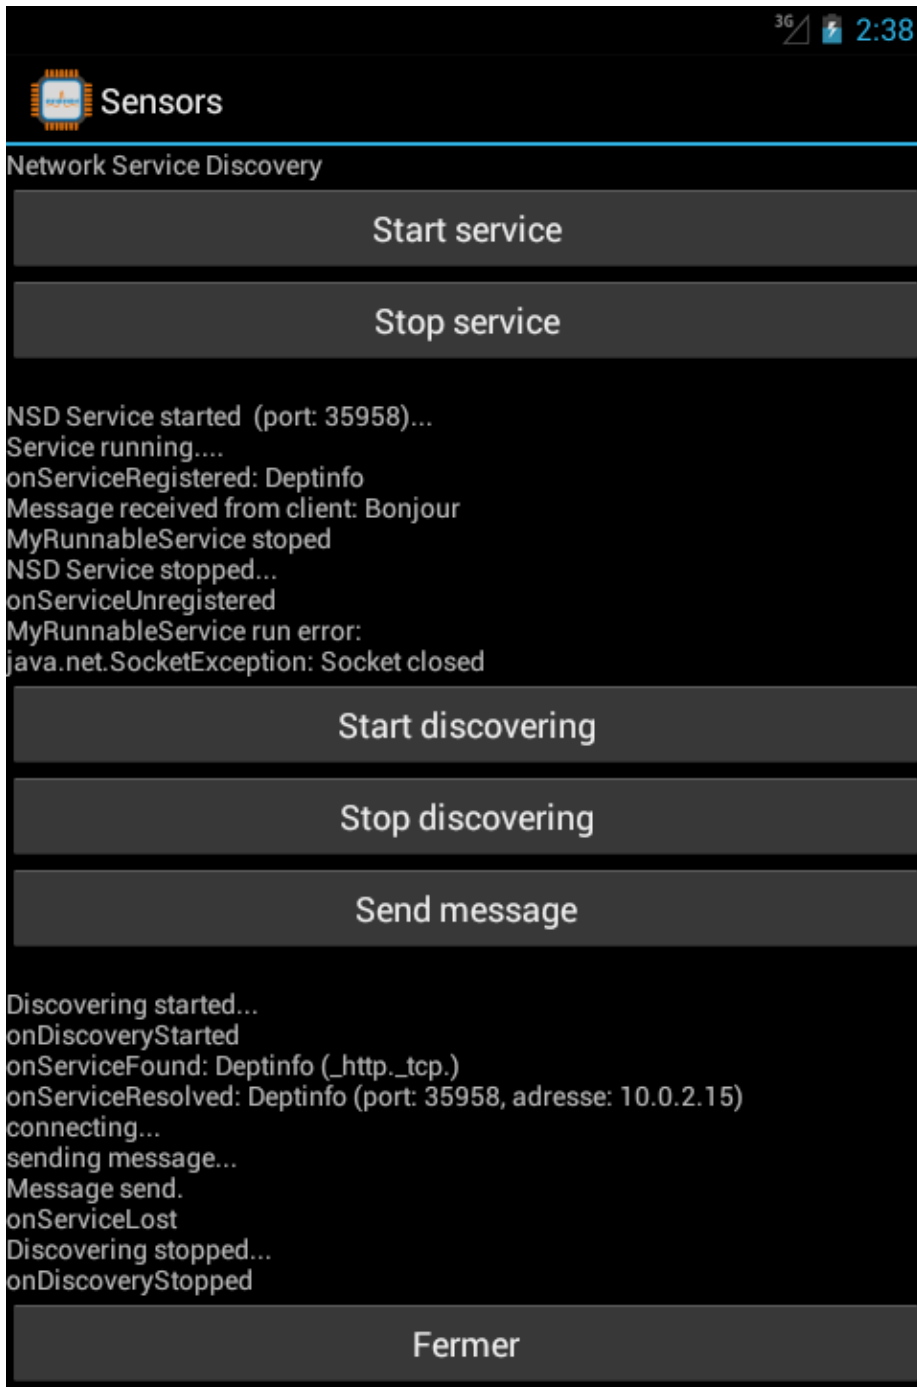 3G 2:38
Sensors
Network Service Discovery
Start service
Stop service
NSD Service started  (port: 35958)...
Service running....
onServiceRegistered: Deptinfo
Message received from client: Bonjour
MyRunnableService stoped
NSD Service stopped...
onServiceUnregistered
MyRunnableService run error:
java.net.SocketException: Socket closed
Start discovering
Stop discovering
Send message
Discovering started...
onDiscoveryStarted
onServiceFound: Deptinfo (_http._tcp.)
onServiceResolved: Deptinfo (port: 35958, adresse: 10.0.2.15)
connecting...
sending message...
Message send.
onServiceLost
Discovering stopped...
onDiscoveryStopped
Fermer